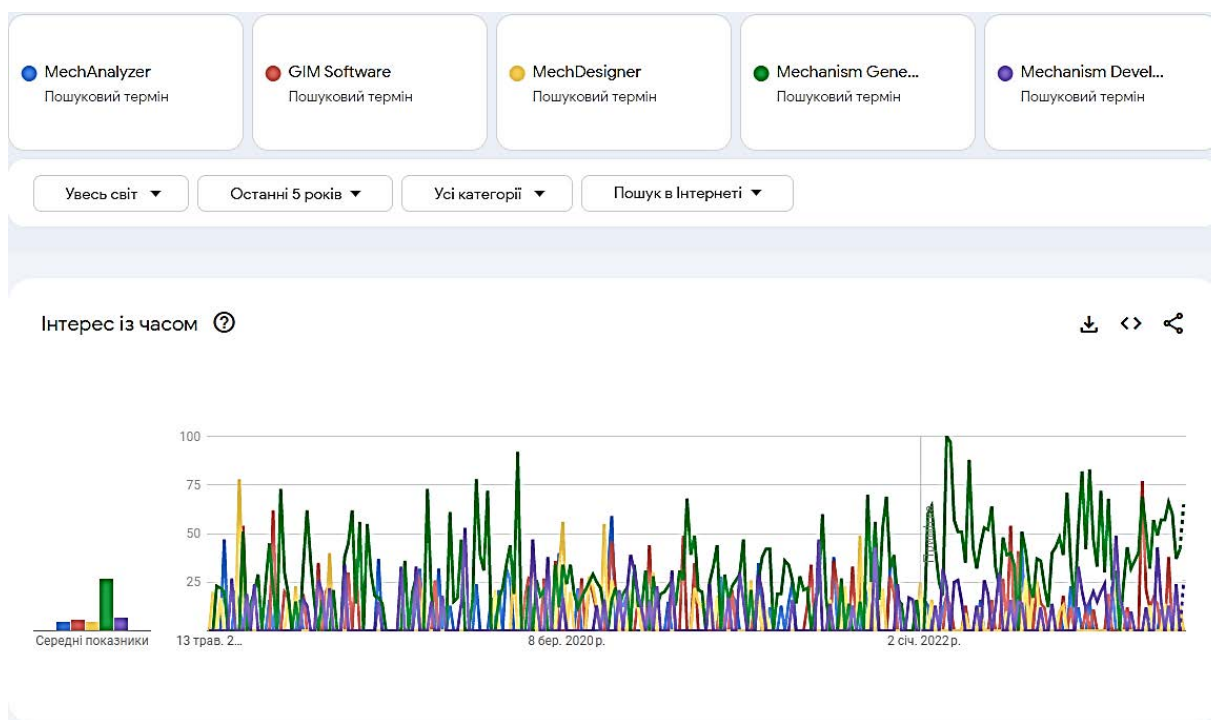 MechAnalyzer
Пошуковий термін
GIM Software
Пошуковий термін
MechDesigner
Пошуковий термін
Mechanism Gene...
Пошуковий термін
Mechanism Devel...
Пошуковий термін
Увесь світ
Останні 5 років
Усі категорії
Пошук в Інтернеті
Інтерес із часом
100
75
50
25
Середні показники
13 трав. 2...
8 бер. 2020 р.
2 січ. 2022 р.